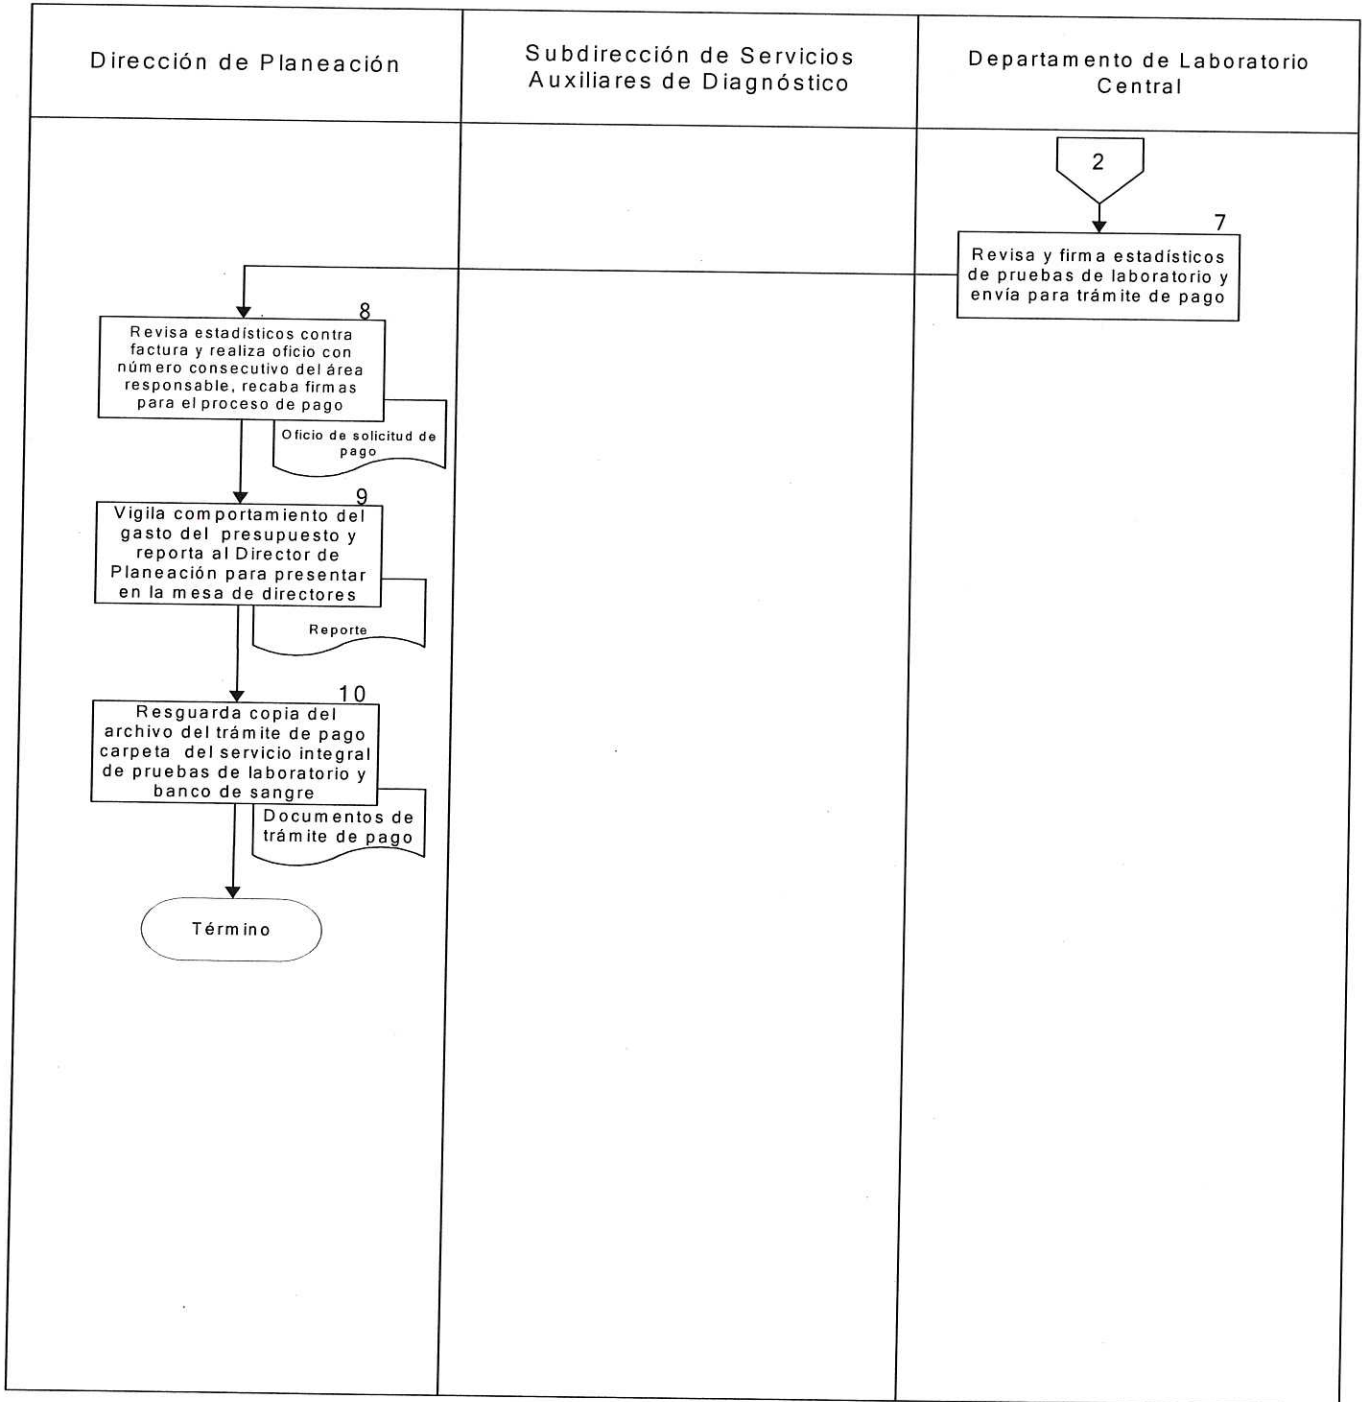 Dirección de Planeación
Subdirección de Servicios
Auxiliares de Diagnóstico
Departamento de Laboratorio
Central
2
7
Revisa y firma estadísticos
de pruebas de laboratorio y
envía para trámite de pago
8
Revisa estadísticos contra
factura y realiza oficio con
número consecutivo del área
responsable, recaba firmas
para el proceso de pago
Oficio de solicitud de
pago
9
Vigila comportamiento del
gasto del presupuesto y
reporta al Director de
Planeación para presentar
en la mesa de directores
Reporte
10
Resguarda copia del
archivo del trámite de pago
carpeta del servicio integral
de pruebas de laboratorio y
banco de sangre
Documentos de
trámite de pago
Término